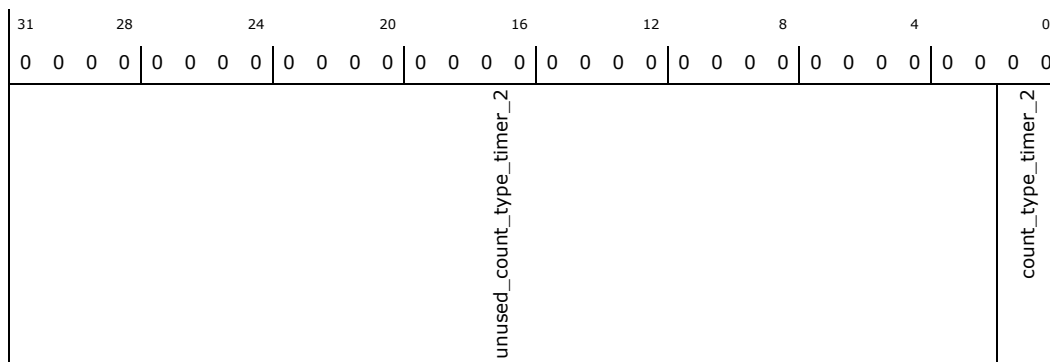 31 28 24 20 16 12 8 4 0
0 0 0 0 0 0 0 0 0 0 0 0 0 0 0 0 0 0 0 0 0 0 0 0 0 0 0 0 0 0 0 0
unused_count_type_timer_2
count_type_timer_2